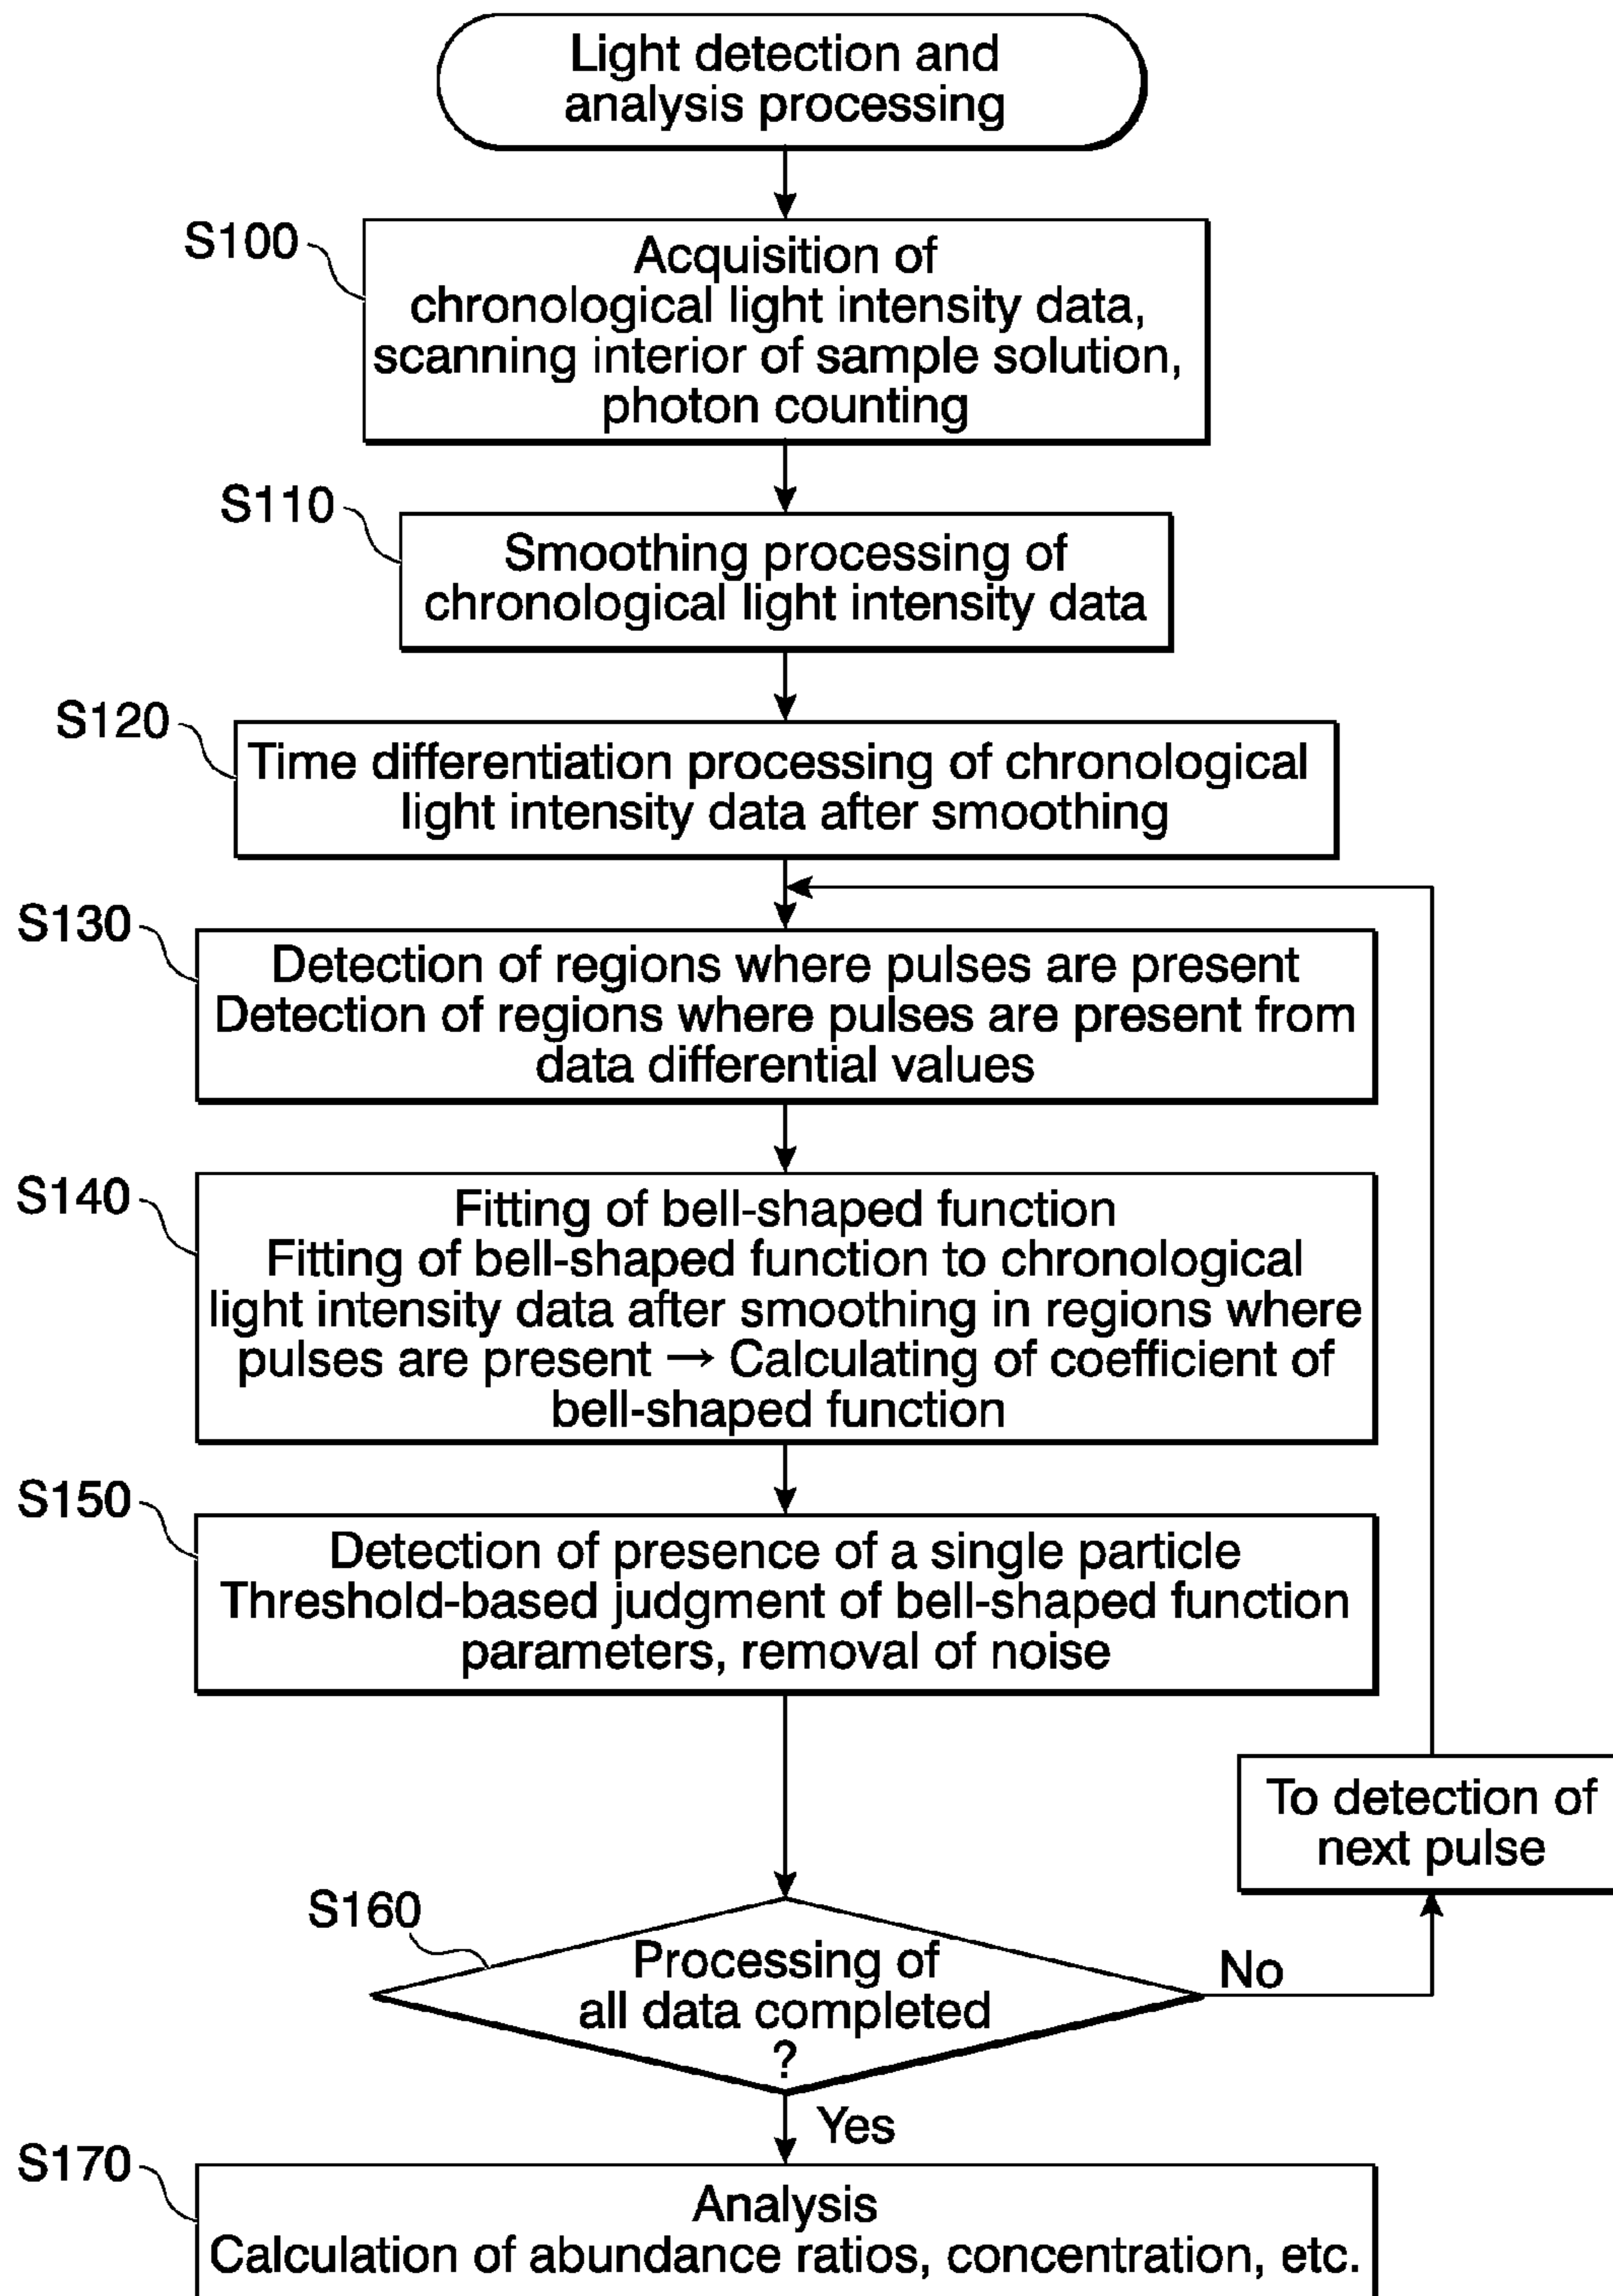 Light detection and
analysis processing
S100
Acquisition of
chronological light intensity data,
scanning interior of sample solution,
photon counting
S110
Smoothing processing of
chronological light intensity data
S120
Time differentiation processing of chronological
light intensity data after smoothing
S130
Detection of regions where pulses are present
Detection of regions where pulses are present from
data differential values
S140
Fitting of bell-shaped function
Fitting of bell-shaped function to chronological
light intensity data after smoothing in regions where
pulses are present → Calculating of coefficient of
bell-shaped function
S150
Detection of presence of a single particle
Threshold-based judgment of bell-shaped function
parameters, removal of noise
To detection of
next pulse
S160
Processing of
all data completed
?
No
Yes
S170
Analysis
Calculation of abundance ratios, concentration, etc.